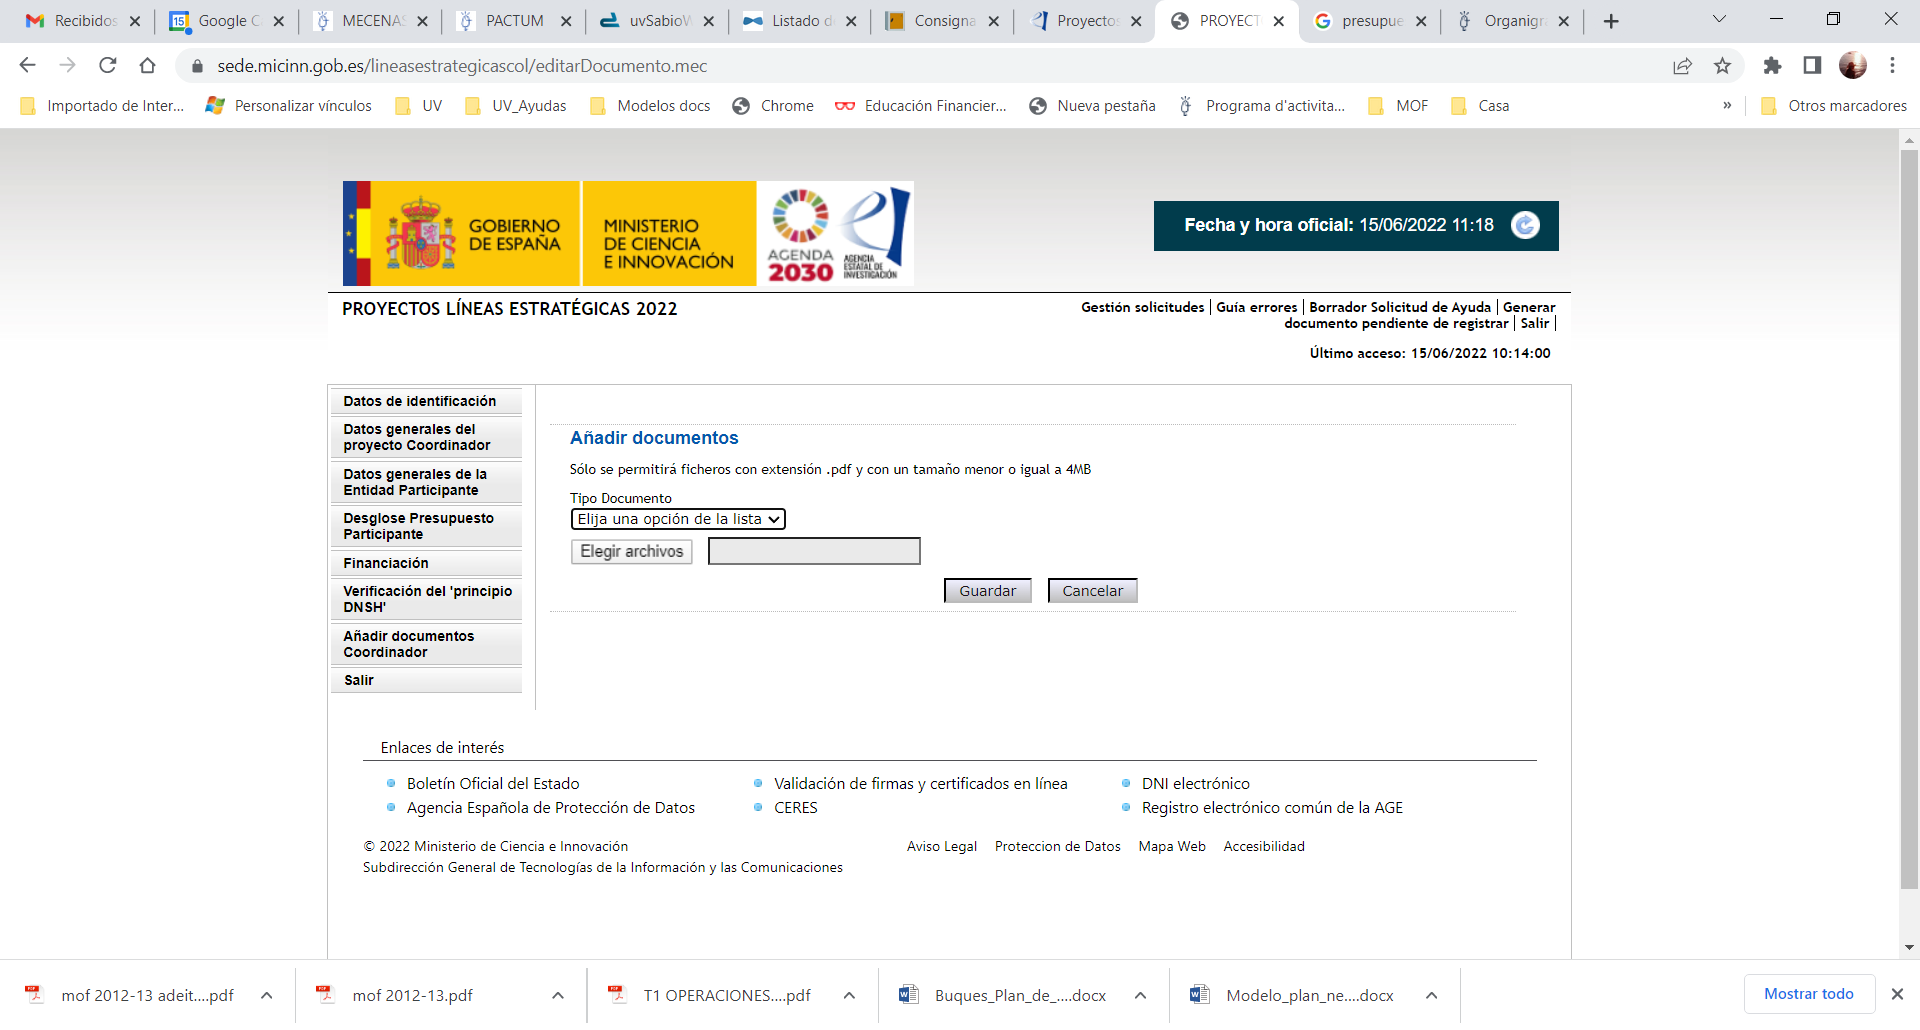 Recibidos
Google C
MECENAS
PACTUM
uvSabioW
Listado d
Consigna
Proyectos
PROYECT
presupue
Organigra
sede.micinn.gob.es/lineasestrategicascol/editarDocumento.mec
Importado de Inter...
Personalizar vínculos
UV
UV_Ayudas
Modelos docs
Chrome
Educación Financier...
Nueva pestaña
Programa d'activita...
MOF
Casa
»
Otros marcadores
GOBIERNO
DE ESPAÑA
MINISTERIO
DE CIENCIA
E INNOVACIÓN
AGENDA
2030
AGENCIA
ESTATAL DE
INVESTIGACIÓN
Fecha y hora oficial: 15/06/2022 11:18
PROYECTOS LÍNEAS ESTRATÉGICAS 2022
Gestión solicitudes | Guía errores | Borrador Solicitud de Ayuda | Generar
documento pendiente de registrar | Salir |
Último acceso: 15/06/2022 10:14:00
Datos de identificación
Datos generales del
proyecto Coordinador
Datos generales de la
Entidad Participante
Desglose Presupuesto
Participante
Financiación
Verificación del 'principio
DNSH'
Añadir documentos
Coordinador
Salir
Añadir documentos
Sólo se permitirá ficheros con extensión .pdf y con un tamaño menor o igual a 4MB
Tipo Documento
Elija una opción de la lista
Elegir archivos
Guardar
Cancelar
Enlaces de interés
Boletín Oficial del Estado
Validación de firmas y certificados en línea
DNI electrónico
Agencia Española de Protección de Datos
CERES
Registro electrónico común de la AGE
© 2022 Ministerio de Ciencia e Innovación
Aviso Legal
Proteccion de Datos
Mapa Web
Accesibilidad
Subdirección General de Tecnologías de la Información y las Comunicaciones
mof 2012-13 adeit....pdf
mof 2012-13.pdf
T1 OPERACIONES....pdf
Buques_Plan_de_....docx
Modelo_plan_ne....docx
Mostrar todo